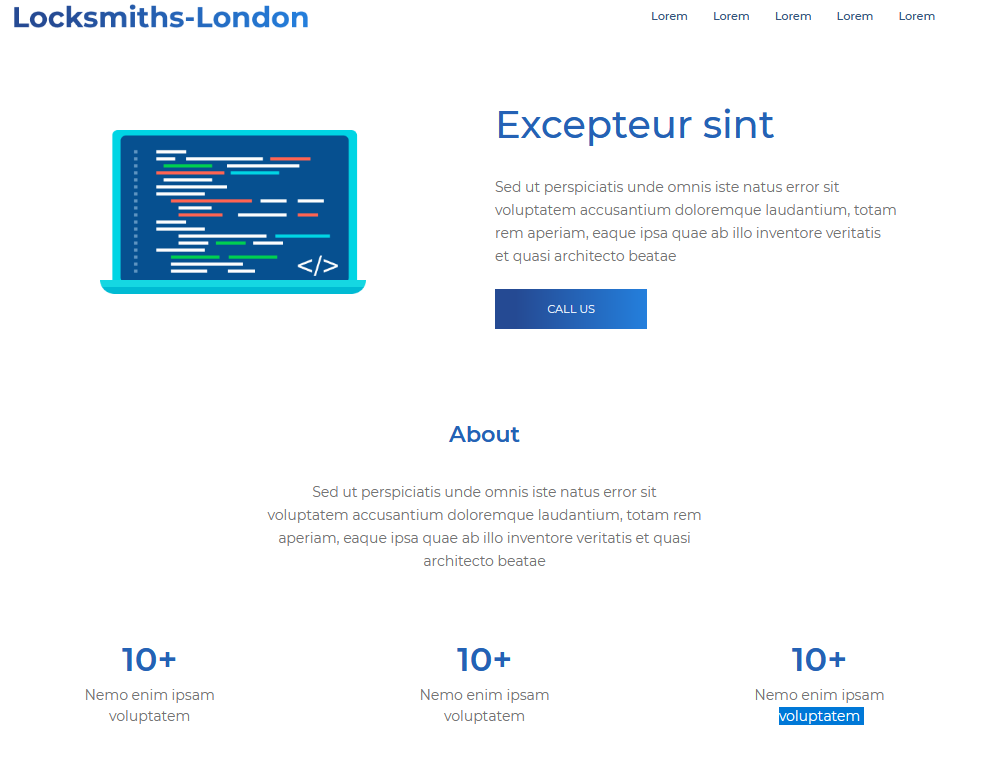 Locksmiths-London
Lorem Lorem Lorem Lorem Lorem
Excepteur sint
Sed ut perspiciatis unde omnis iste natus error sit
voluptatem accusantium doloremque laudantium, totam
rem aperiam, eaque ipsa quae ab illo inventore veritatis
et quasi architecto beatae
</>
CALL US
About
Sed ut perspiciatis unde omnis iste natus error sit
voluptatem accusantium doloremque laudantium, totam rem
aperiam, eaque ipsa quae ab illo inventore veritatis et quasi
architecto beatae
10+
Nemo enim ipsam
voluptatem
10+
Nemo enim ipsam
voluptatem
10+
Nemo enim ipsam
voluptatem